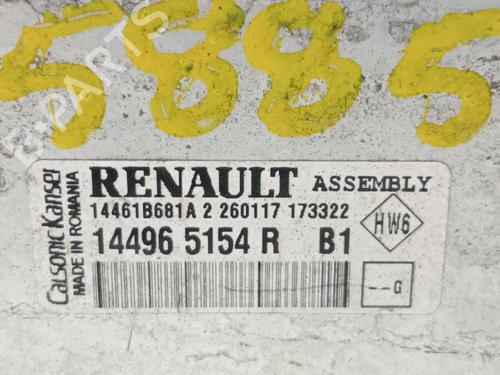 5885
E-PARTS
RENAULT ASSEMBLY
14461B681A 2 260117 173322
14496 5154 R B1
HW6
--G
Calsonic Kansei
MADE IN ROMANIA